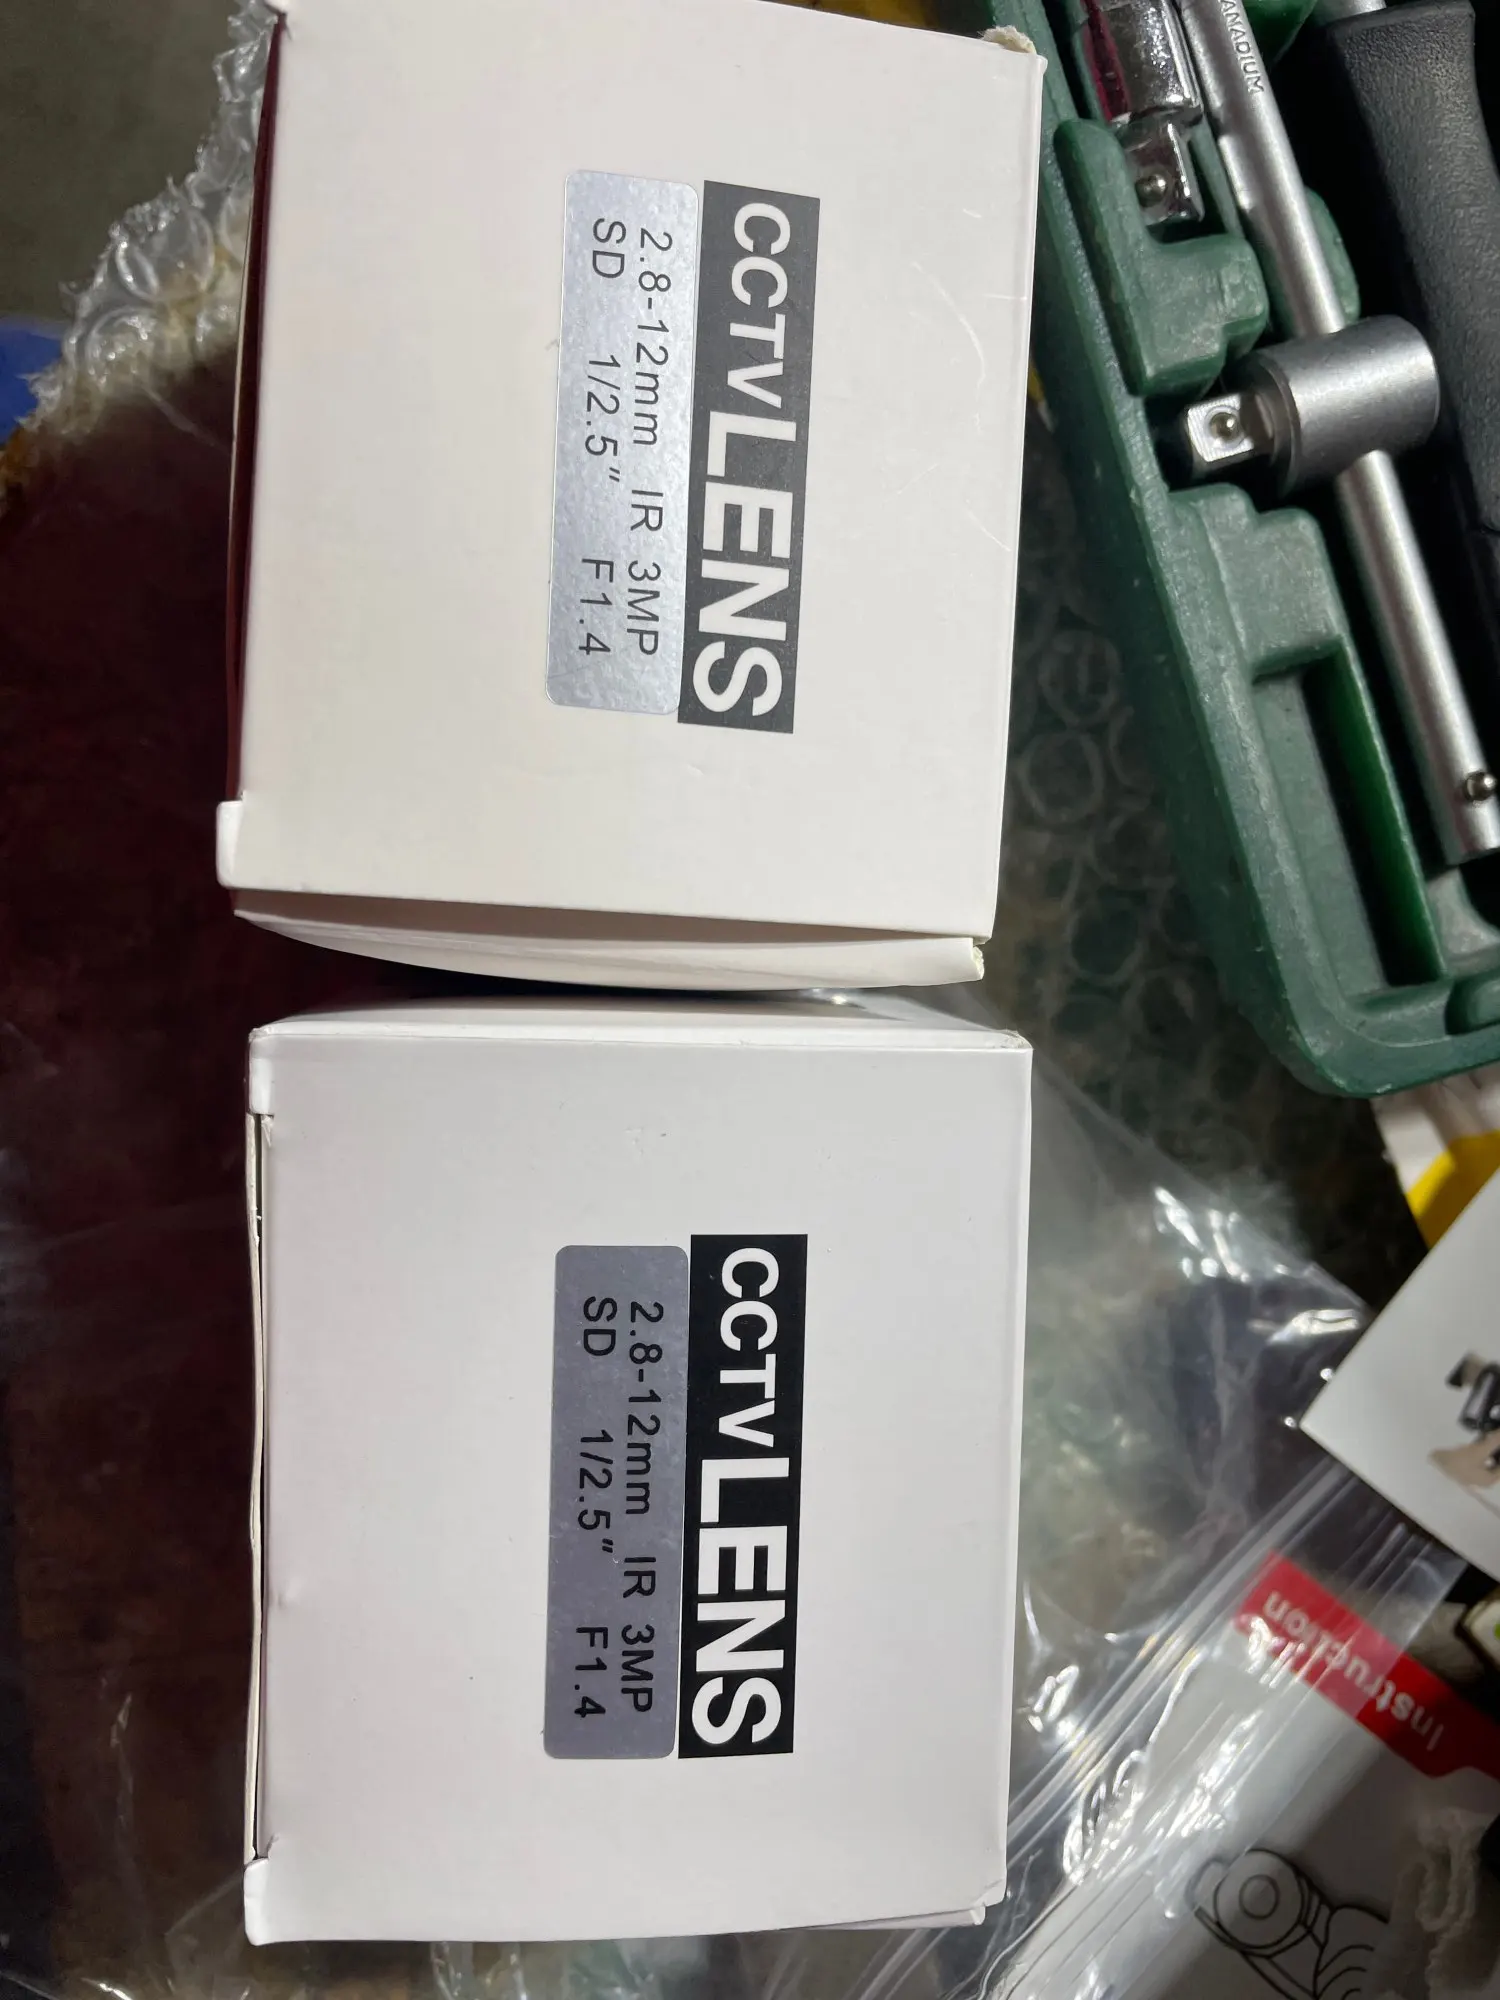 CCTV LENS
2.8-12mm IR 3MP
SD 1/2.5" F1.4
CCTV LENS
2.8-12mm IR 3MP
SD 1/2.5" F1.4
ANADIUM
Instruction